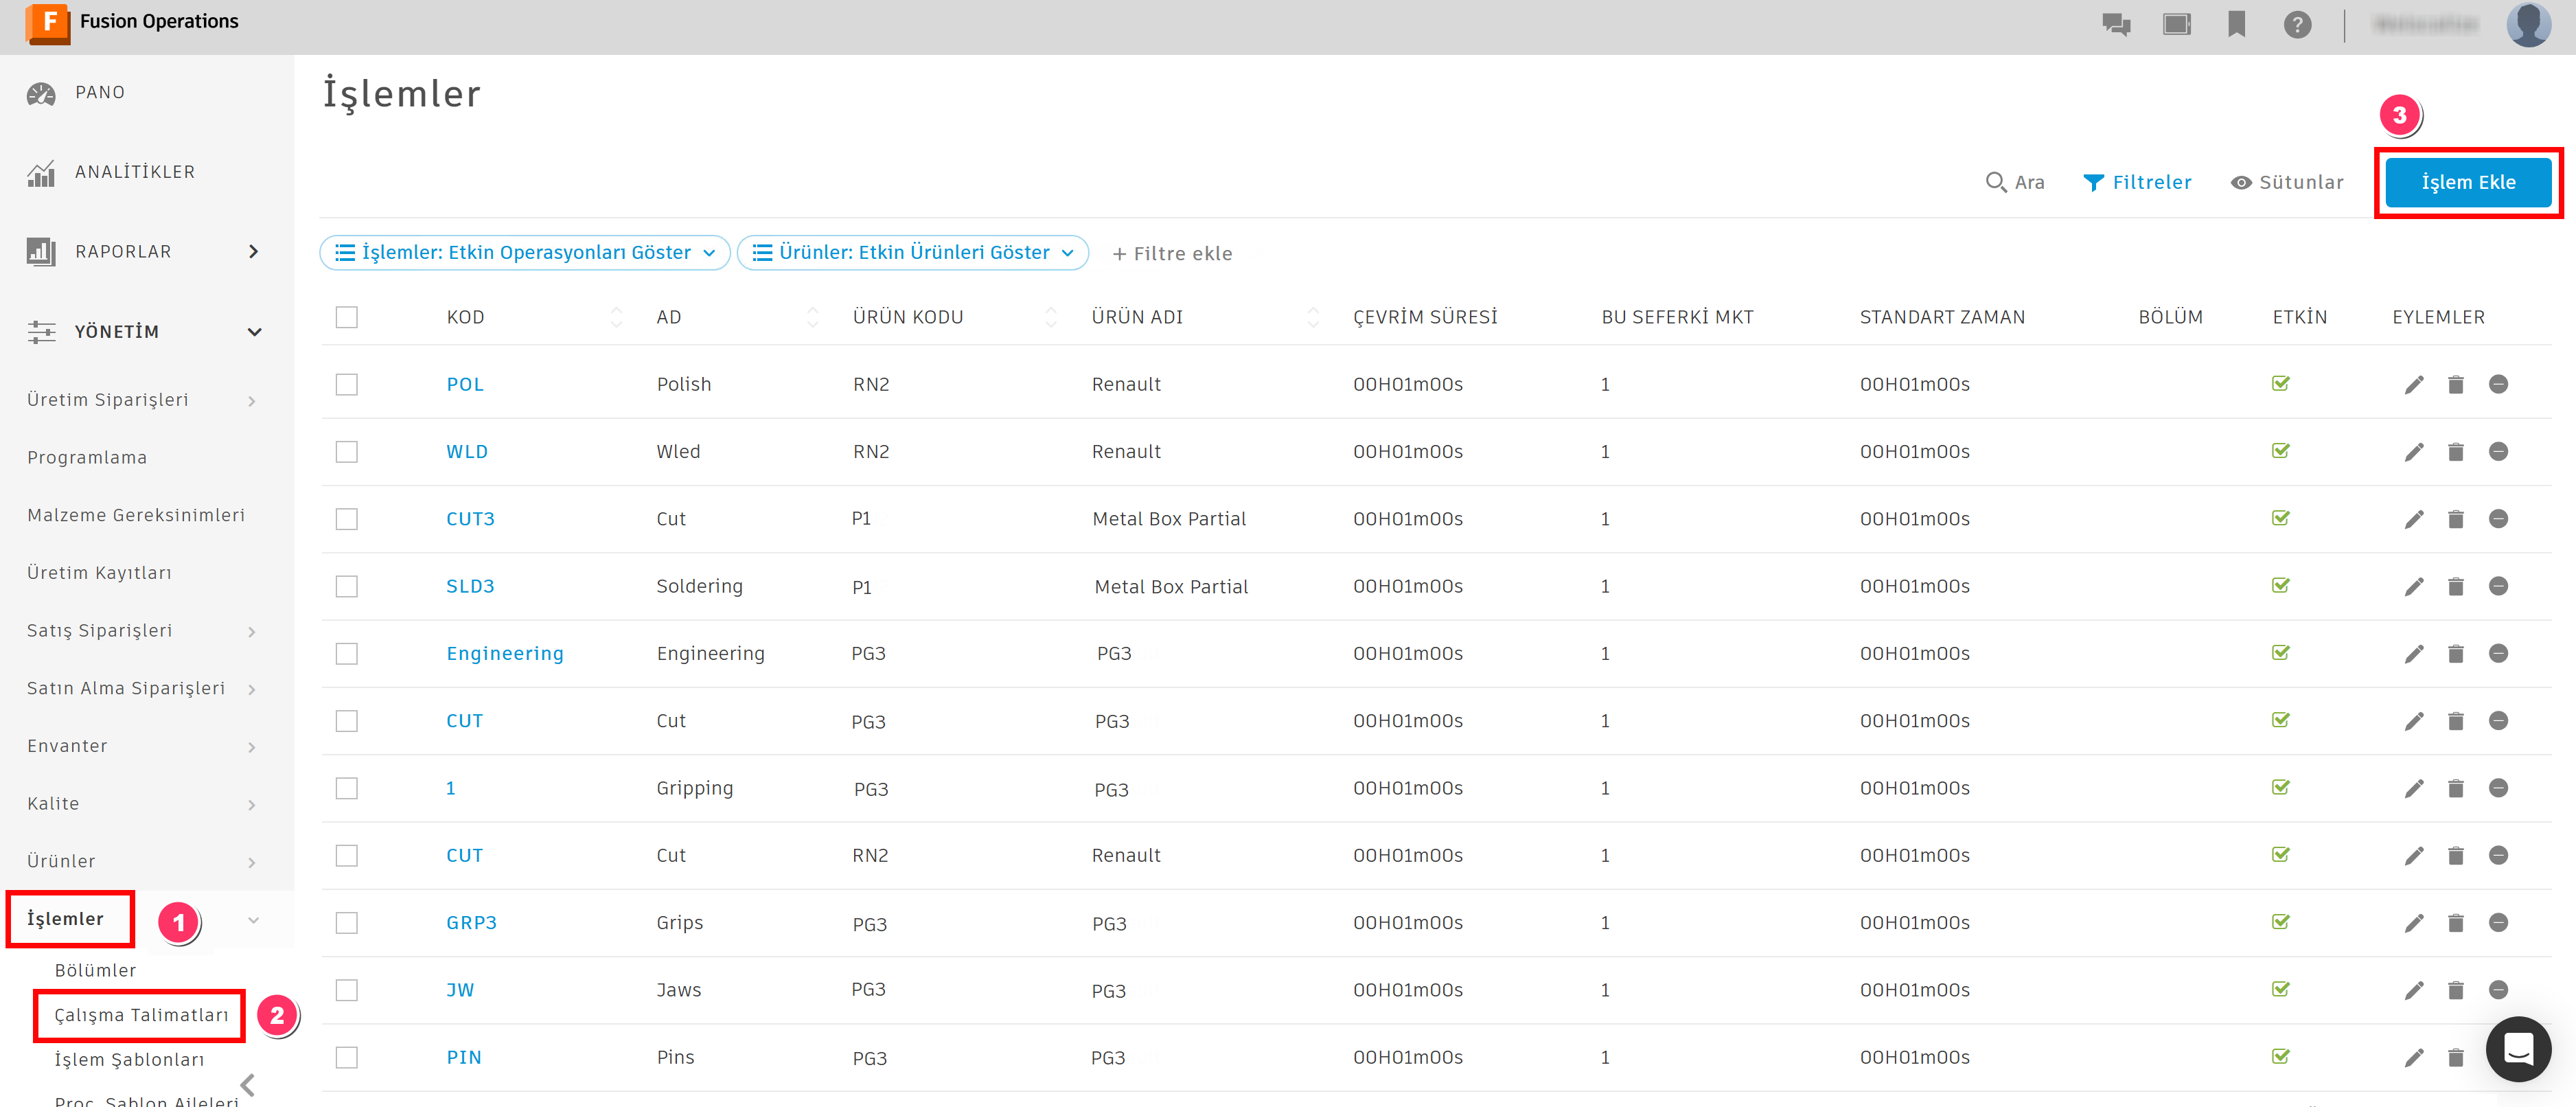 F Fusion Operations
?
PANO
ANALİTİKLER
RAPORLAR
YÖNETİM
Üretim Siparişleri
Programlama
Malzeme Gereksinimleri
Üretim Kayıtları
Satış Siparişleri
Satın Alma Siparişleri
Envanter
Kalite
Ürünler
İşlemler 1
Bölümler
Çalışma Talimatları 2
İşlem Şablonları
Proç. Şablon Aileleri
İşlemler
3
Ara Filtreler Sütunlar İşlem Ekle
İşlemler: Etkin Operasyonları Göster Ürünler: Etkin Ürünleri Göster + Filtre ekle
KOD AD ÜRÜN KODU ÜRÜN ADI ÇEVRİM SÜRESİ BU SEFERKİ MKT STANDART ZAMAN BÖLÜM ETKİN EYLEMLER
POL Polish RN2 Renault 00H01m00s 1 00H01m00s
WLD Wled RN2 Renault 00H01m00s 1 00H01m00s
CUT3 Cut P1 Metal Box Partial 00H01m00s 1 00H01m00s
SLD3 Soldering P1 Metal Box Partial 00H01m00s 1 00H01m00s
Engineering Engineering PG3 PG3 00H01m00s 1 00H01m00s
CUT Cut PG3 PG3 00H01m00s 1 00H01m00s
1 Gripping PG3 PG3 00H01m00s 1 00H01m00s
CUT Cut RN2 Renault 00H01m00s 1 00H01m00s
GRP3 Grips PG3 PG3 00H01m00s 1 00H01m00s
JW Jaws PG3 PG3 00H01m00s 1 00H01m00s
PIN Pins PG3 PG3 00H01m00s 1 00H01m00s